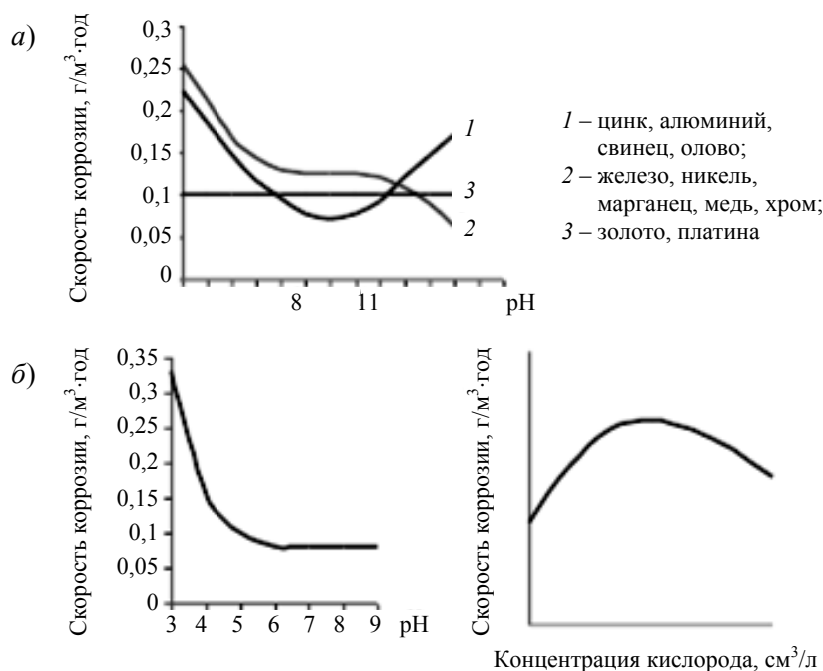 а)
Скорость коррозии, г/м³·год
0,3
0,25
0,2
0,15
0,1
0,05
0
8
11
pH
1
3
2
1 – цинк, алюминий,
свинец, олово;
2 – железо, никель,
марганец, медь, хром;
3 – золото, платина
б)
Скорость коррозии, г/м³·год
0,35
0,3
0,25
0,2
0,15
0,1
0,05
0
3
4
5
6
7
8
9
pH
Скорость коррозии, г/м³·год
Концентрация кислорода, см³/л